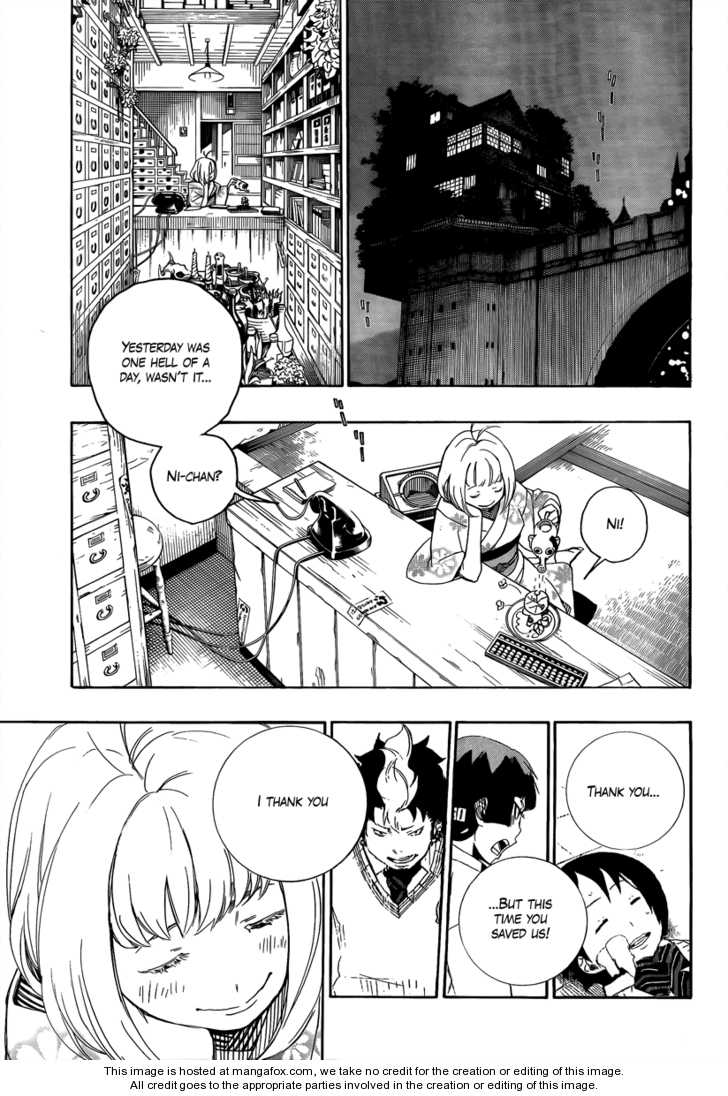 YESTERDAY WAS
ONE HELL OF A
DAY, WASN'T IT...
NI-CHAN?
NI!
THANK
YOU...
...BUT THIS
TIME YOU
SAVED US!
I THANK YOU
This image is hosted at mangafox.com, we take no credit for the creation or editing of this image.
All credit goes to the appropriate parties involved in the creation or editing of this image.